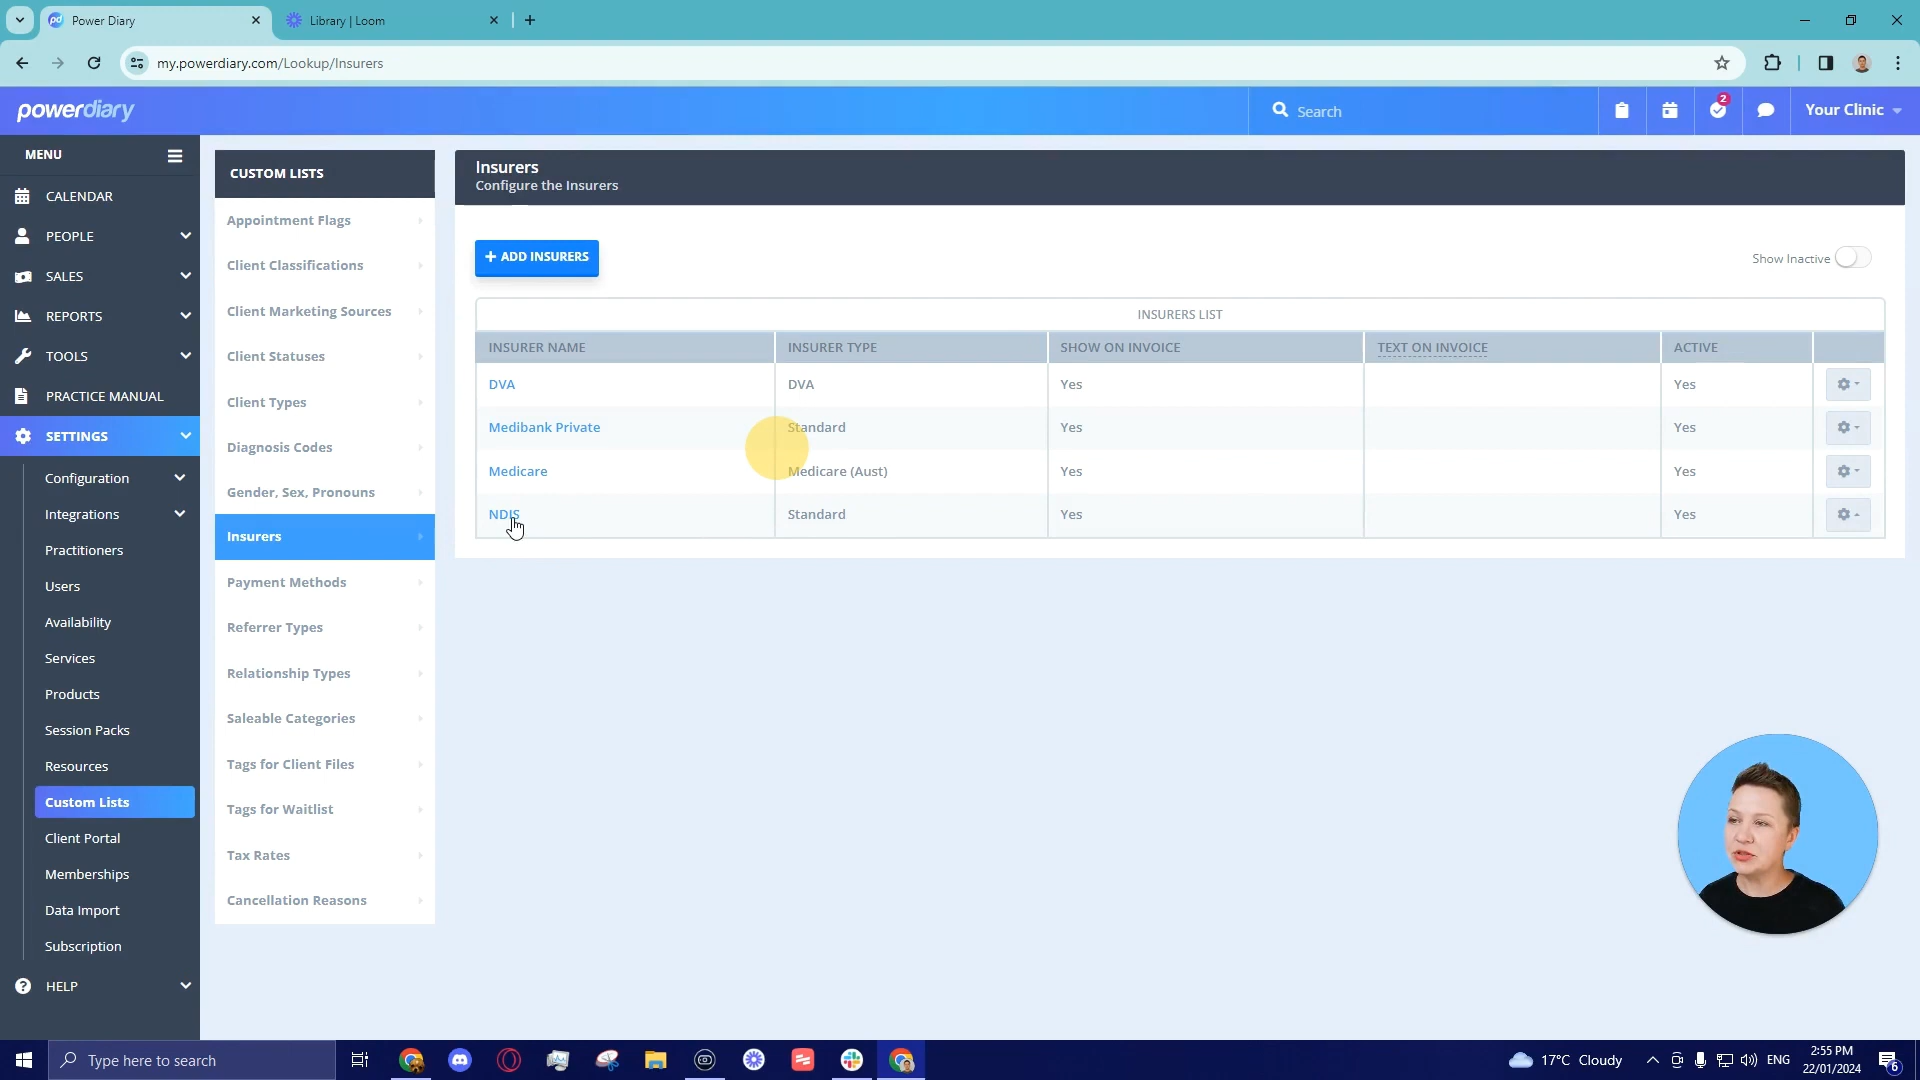 Power Diary
Library | Loom
my.powerdiary.com/Lookup/Insurers
powerdiary
Search
2
Your Clinic
MENU
CALENDAR
PEOPLE
SALES
REPORTS
TOOLS
PRACTICE MANUAL
SETTINGS
Configuration
Integrations
Practitioners
Users
Availability
Services
Products
Session Packs
Resources
Custom Lists
Client Portal
Memberships
Data Import
Subscription
HELP
CUSTOM LISTS
Appointment Flags
Client Classifications
Client Marketing Sources
Client Statuses
Client Types
Diagnosis Codes
Gender, Sex, Pronouns
Insurers
Payment Methods
Referrer Types
Relationship Types
Saleable Categories
Tags for Client Files
Tags for Waitlist
Tax Rates
Cancellation Reasons
Insurers
Configure the Insurers
+ ADD INSURERS
Show Inactive
INSURERS LIST
INSURER NAME INSURER TYPE SHOW ON INVOICE TEXT ON INVOICE ACTIVE
DVA DVA Yes Yes
Medibank Private Standard Yes Yes
Medicare Medicare (Aust) Yes Yes
NDIS Standard Yes Yes
Type here to search
17°C Cloudy
ENG
2:55 PM
22/01/2024
6